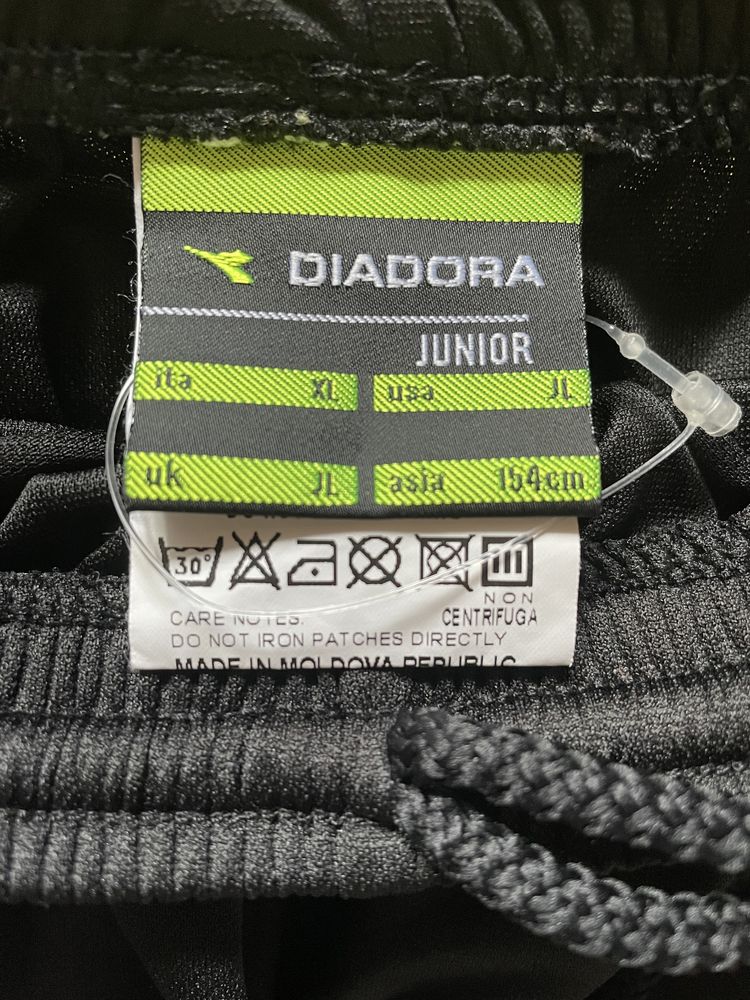 DIADORA
JUNIOR
ita XL usa JL
uk JL asia 154cm
30°
NON
CARE NOTES: CENTRIFUGA
DO NOT IRON PATCHES DIRECTLY
MADE IN MOLDOVA REPUBLIC